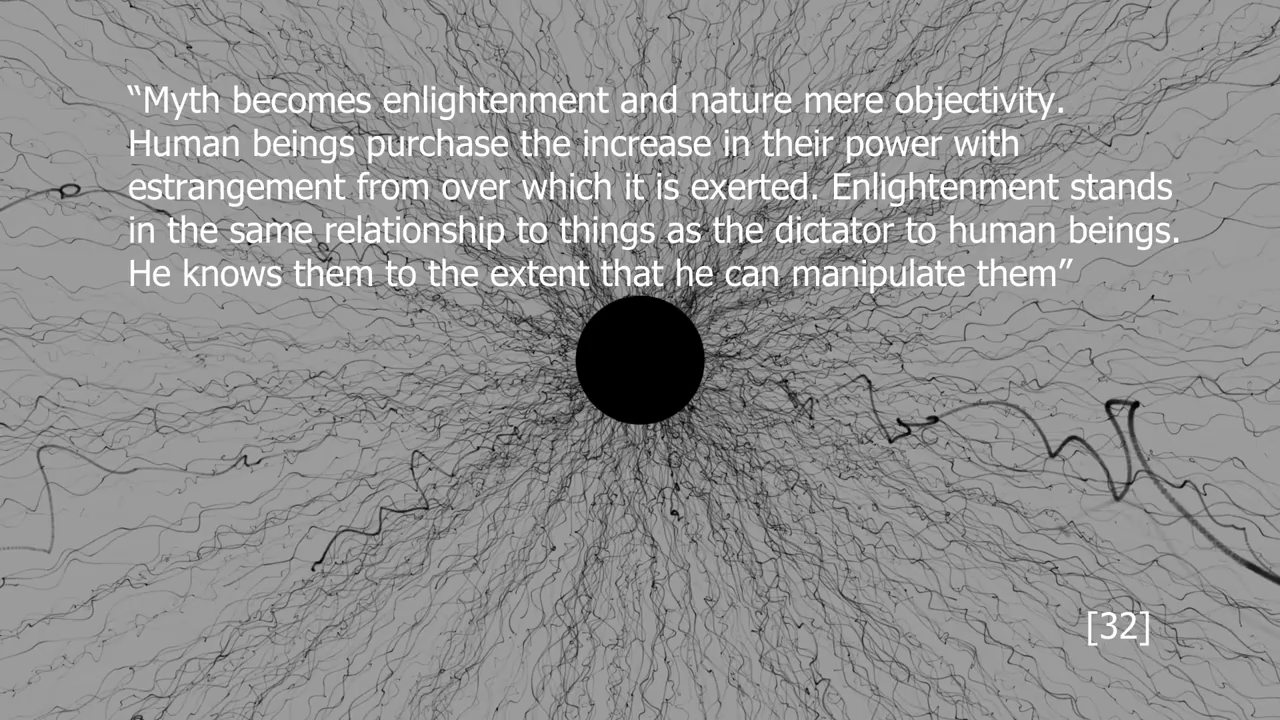 “Myth becomes enlightenment and nature mere objectivity.
Human beings purchase the increase in their power with
estrangement from over which it is exerted. Enlightenment stands
in the same relationship to things as the dictator to human beings.
He knows them to the extent that he can manipulate them”
[32]